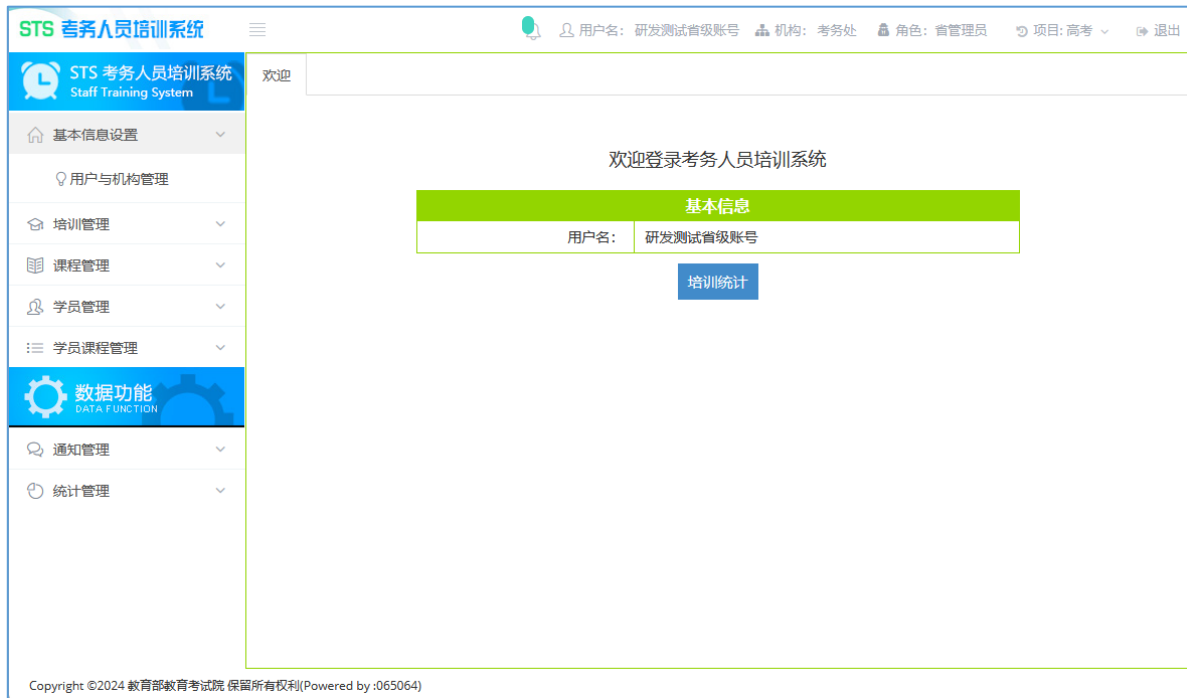 STS 考务人员培训系统
用户名： 研发测试省级账号 机构： 考务处 角色：省管理员 项目:高考 退出
STS 考务人员培训系统
Staff Training System
欢迎
基本信息设置
用户与机构管理
培训管理
课程管理
学员管理
学员课程管理
数据功能
DATA FUNCTION
通知管理
统计管理
欢迎登录考务人员培训系统
基本信息
用户名： 研发测试省级账号
培训统计
Copyright ©2024 教育部教育考试院 保留所有权利(Powered by :065064)